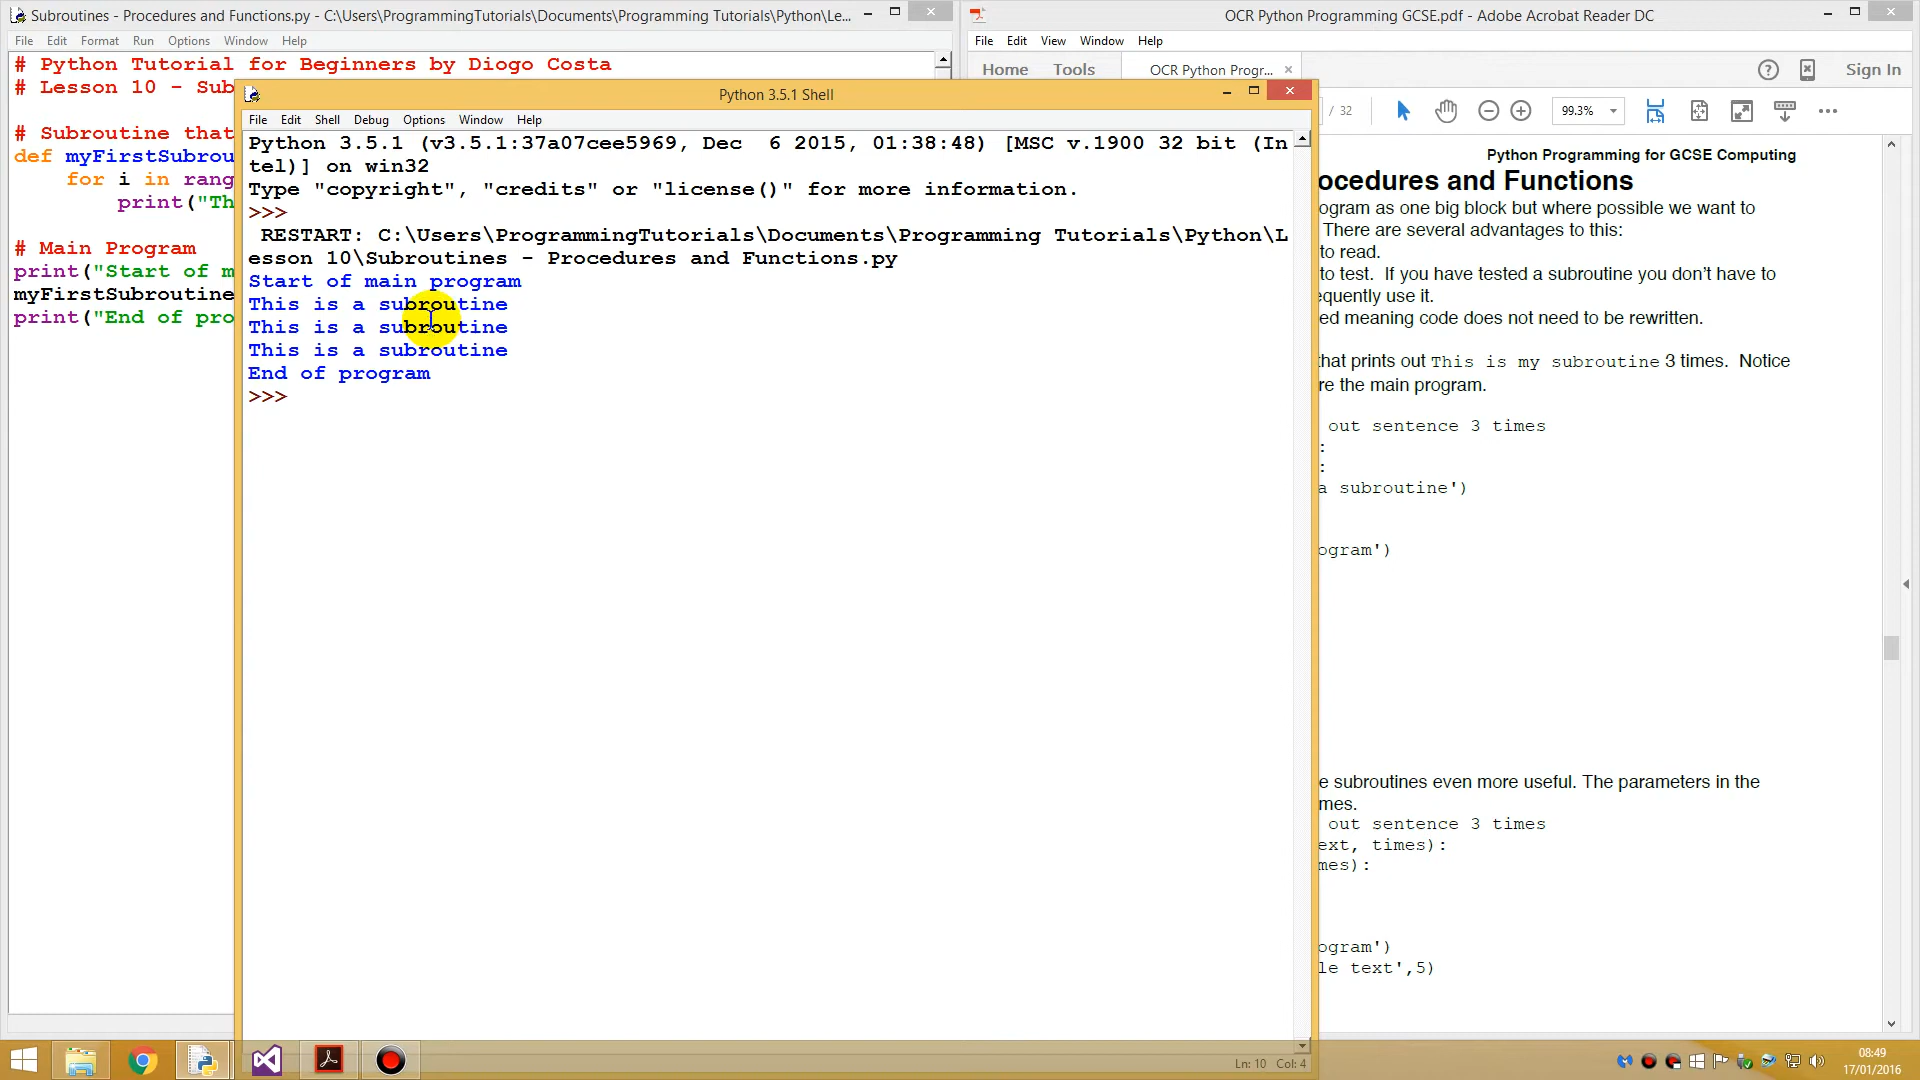 Subroutines - Procedures and Functions.py - C:\Users\ProgrammingTutorials\Documents\Programming Tutorials\Python\Le...
File Edit Format Run Options Window Help
# Python Tutorial for Beginners by Diogo Costa
# Lesson 10 - Sub
# Subroutine that
def myFirstSubrou
for i in rang
print("Th
# Main Program
print("Start of m
myFirstSubroutine
print("End of pro
Python 3.5.1 Shell
File Edit Shell Debug Options Window Help
Python 3.5.1 (v3.5.1:37a07cee5969, Dec  6 2015, 01:38:48) [MSC v.1900 32 bit (In
tel)] on win32
Type "copyright", "credits" or "license()" for more information.
>>>
RESTART: C:\Users\ProgrammingTutorials\Documents\Programming Tutorials\Python\L
esson 10\Subroutines - Procedures and Functions.py
Start of main program
This is a subroutine
This is a subroutine
This is a subroutine
End of program
>>>
Ln: 10 Col: 4
OCR Python Programming GCSE.pdf - Adobe Acrobat Reader DC
File Edit View Window Help
Home Tools OCR Python Progr... × Sign In
/ 32 99.3%
Python Programming for GCSE Computing
ocedures and Functions
ogram as one big block but where possible we want to
There are several advantages to this:
to read.
to test.  If you have tested a subroutine you don't have to
equently use it.
ed meaning code does not need to be rewritten.
that prints out This is my subroutine 3 times.  Notice
re the main program.
out sentence 3 times
:
:
a subroutine')
ogram')
e subroutines even more useful. The parameters in the
mes.
out sentence 3 times
ext, times):
mes):
ogram')
le text',5)
08:49
17/01/2016